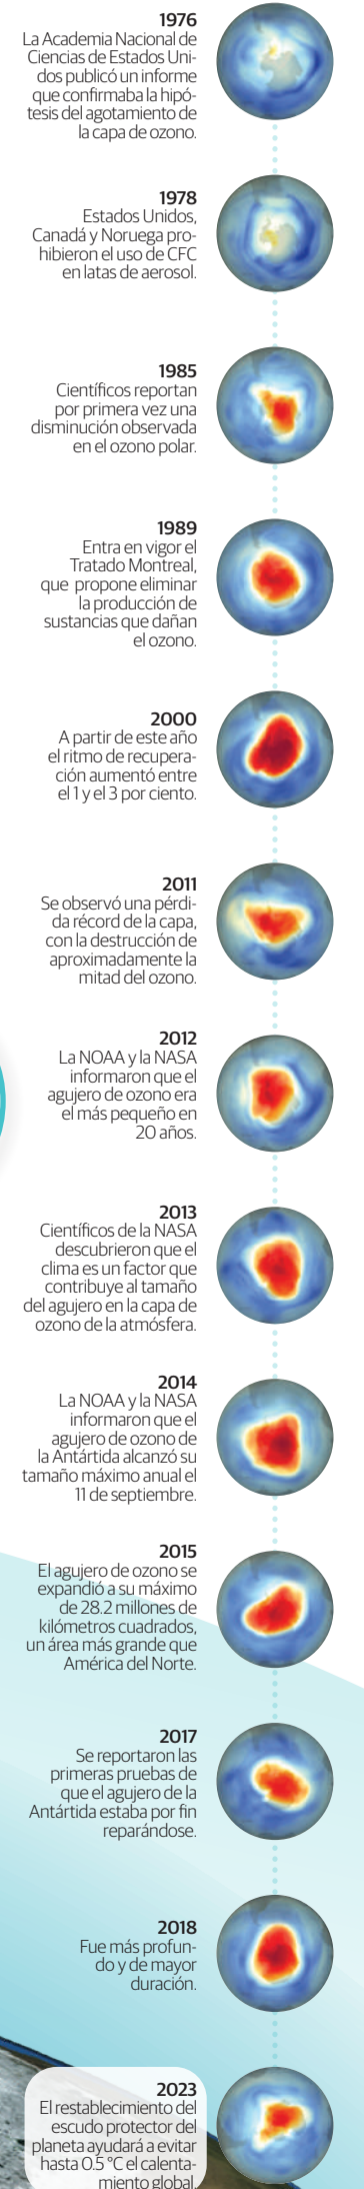 1976
La Academia Nacional de
Ciencias de Estados Uni-
dos publicó un informe
que confirmaba la hipó-
tesis del agotamiento de
la capa de ozono.
1978
Estados Unidos,
Canadá y Noruega pro-
hibieron el uso de CFC
en latas de aerosol.
1985
Científicos reportan
por primera vez una
disminución observada
en el ozono polar.
1989
Entra en vigor el
Tratado Montreal,
que propone eliminar
la producción de
sustancias que dañan
el ozono.
2000
A partir de este año
el ritmo de recupera-
ción aumentó entre
el 1 y el 3 por ciento.
2011
Se observó una pérdi-
da récord de la capa,
con la destrucción de
aproximadamente la
mitad del ozono.
2012
La NOAA y la NASA
informaron que el
agujero de ozono era
el más pequeño en
20 años.
2013
Científicos de la NASA
descubrieron que el
clima es un factor que
contribuye al tamaño
del agujero en la capa de
ozono de la atmósfera.
2014
La NOAA y la NASA
informaron que el
agujero de ozono de
la Antártida alcanzó su
tamaño máximo anual el
11 de septiembre.
2015
El agujero de ozono se
expandió a su máximo
de 28.2 millones de
kilómetros cuadrados,
un área más grande que
América del Norte.
2017
Se reportaron las
primeras pruebas de
que el agujero de la
Antártida estaba por fin
reparándose.
2018
Fue más profun-
do y de mayor
duración.
2023
El restablecimiento del
escudo protector del
planeta ayudará a evitar
hasta 0.5 °C el calenta-
miento global.